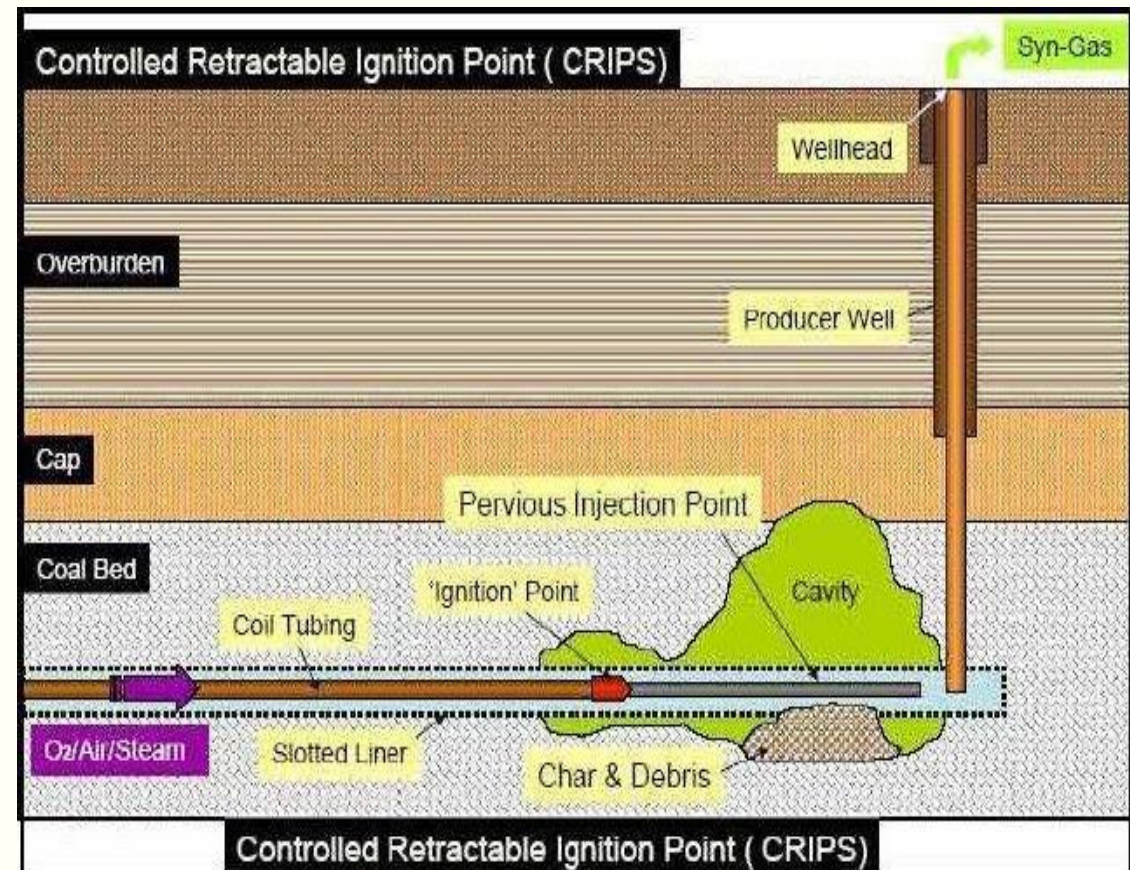 Controlled Retractable Ignition Point ( CRIPS)
Syn-Gas
Wellhead
Overburden
Producer Well
Cap
Pervious Injection Point
Coal Bed
'Ignition' Point
Cavity
Coil Tubing
O2/Air/Steam
Slotted Liner
Char & Debris
Controlled Retractable Ignition Point ( CRIPS)